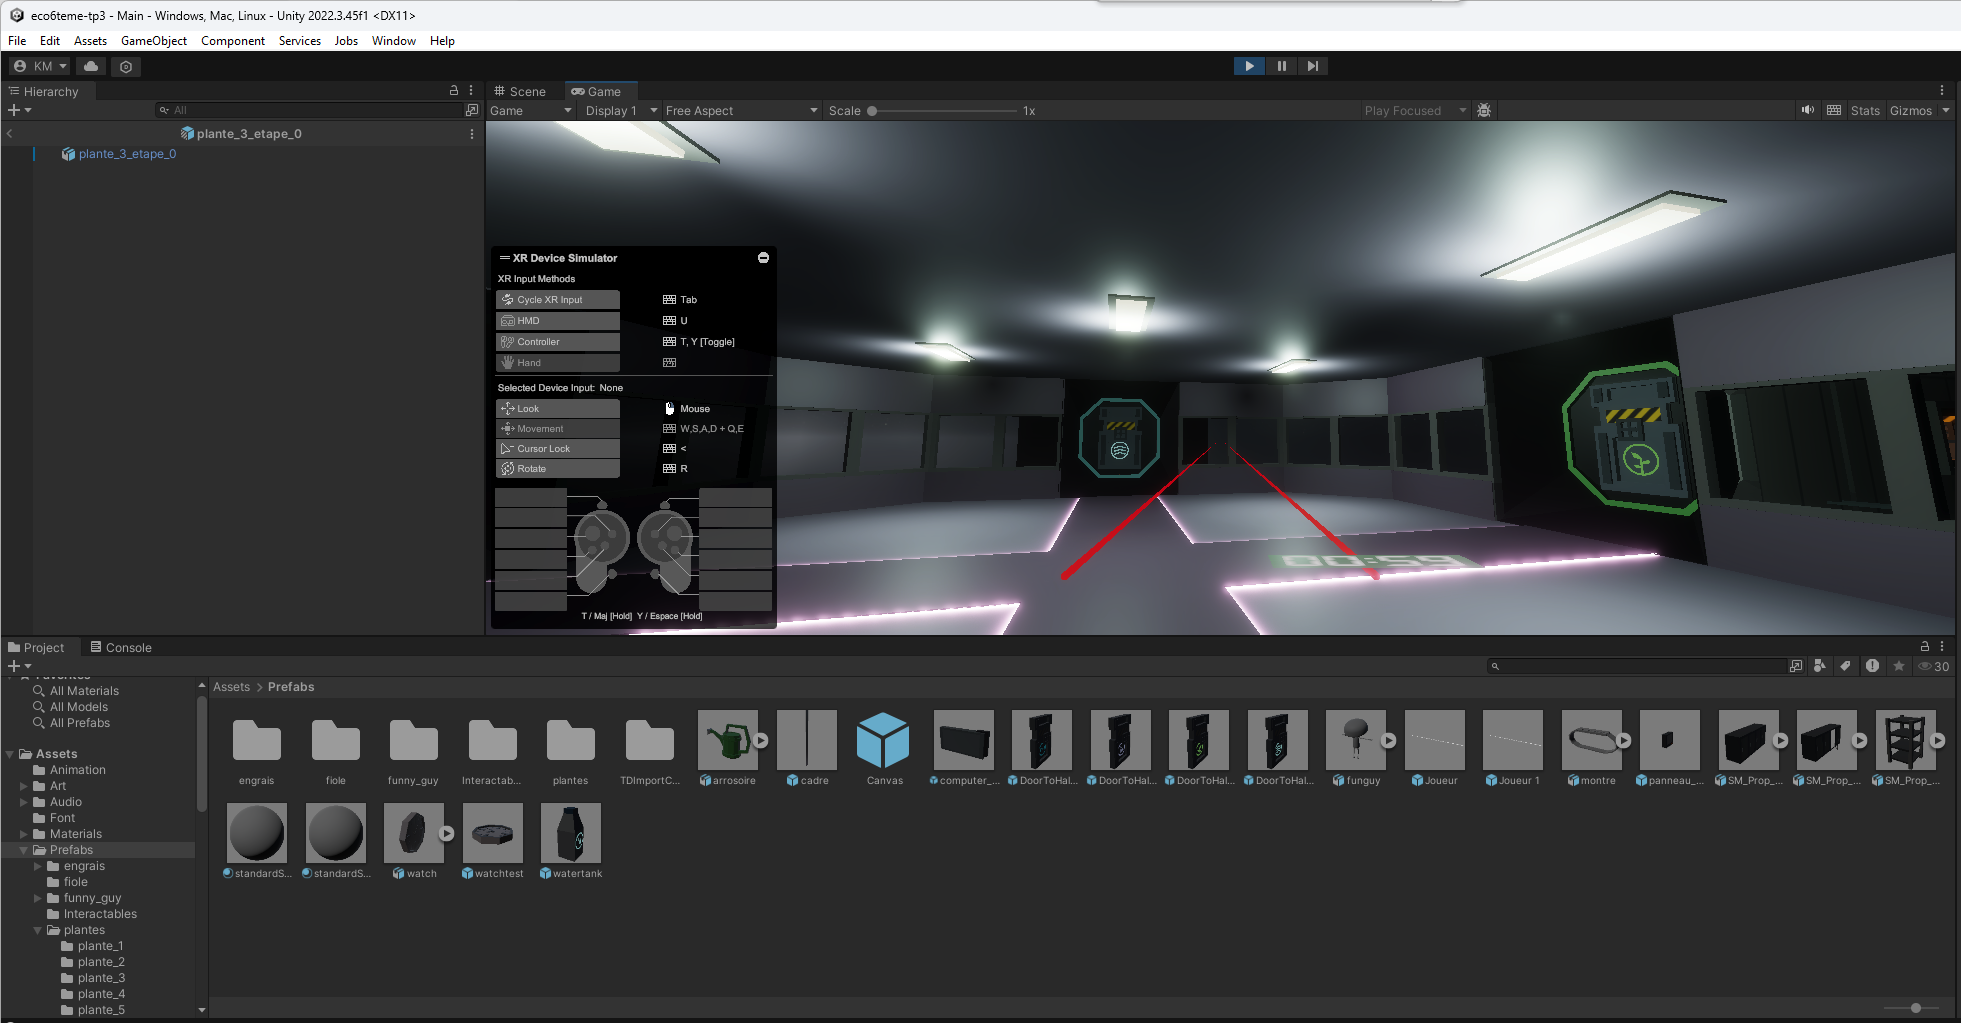 eco6teme-tp3 - Main - Windows, Mac, Linux - Unity 2022.3.45f1 <DX11>
File Edit Assets GameObject Component Services Jobs Window Help
KM
Hierarchy
All
plante_3_etape_0
plante_3_etape_0
Scene Game
Game Display 1 Free Aspect Scale 1x Play Focused Stats Gizmos
XR Device Simulator
XR Input Methods
Cycle XR Input Tab
HMD U
Controller T, Y [Toggle]
Hand
Selected Device Input: None
Look Mouse
Movement W,S,A,D + Q,E
Cursor Lock <
Rotate R
T / Maj [Hold] Y / Espace [Hold]
00:59
Project Console
30
Favorites
All Materials
All Models
All Prefabs
Assets
Animation
Art
Audio
Font
Materials
Prefabs
engrais
fiole
funny_guy
Interactables
plantes
plante_1
plante_2
plante_3
plante_4
plante_5
Assets > Prefabs
engrais fiole funny_guy Interactab... plantes TDImportC... arrosoire cadre Canvas computer_... DoorToHal... DoorToHal... DoorToHal... DoorToHal... funguy Joueur Joueur 1 montre panneau_... SM_Prop_... SM_Prop_... SM_Prop_...
standardS... standardS... watch watchtest watertank